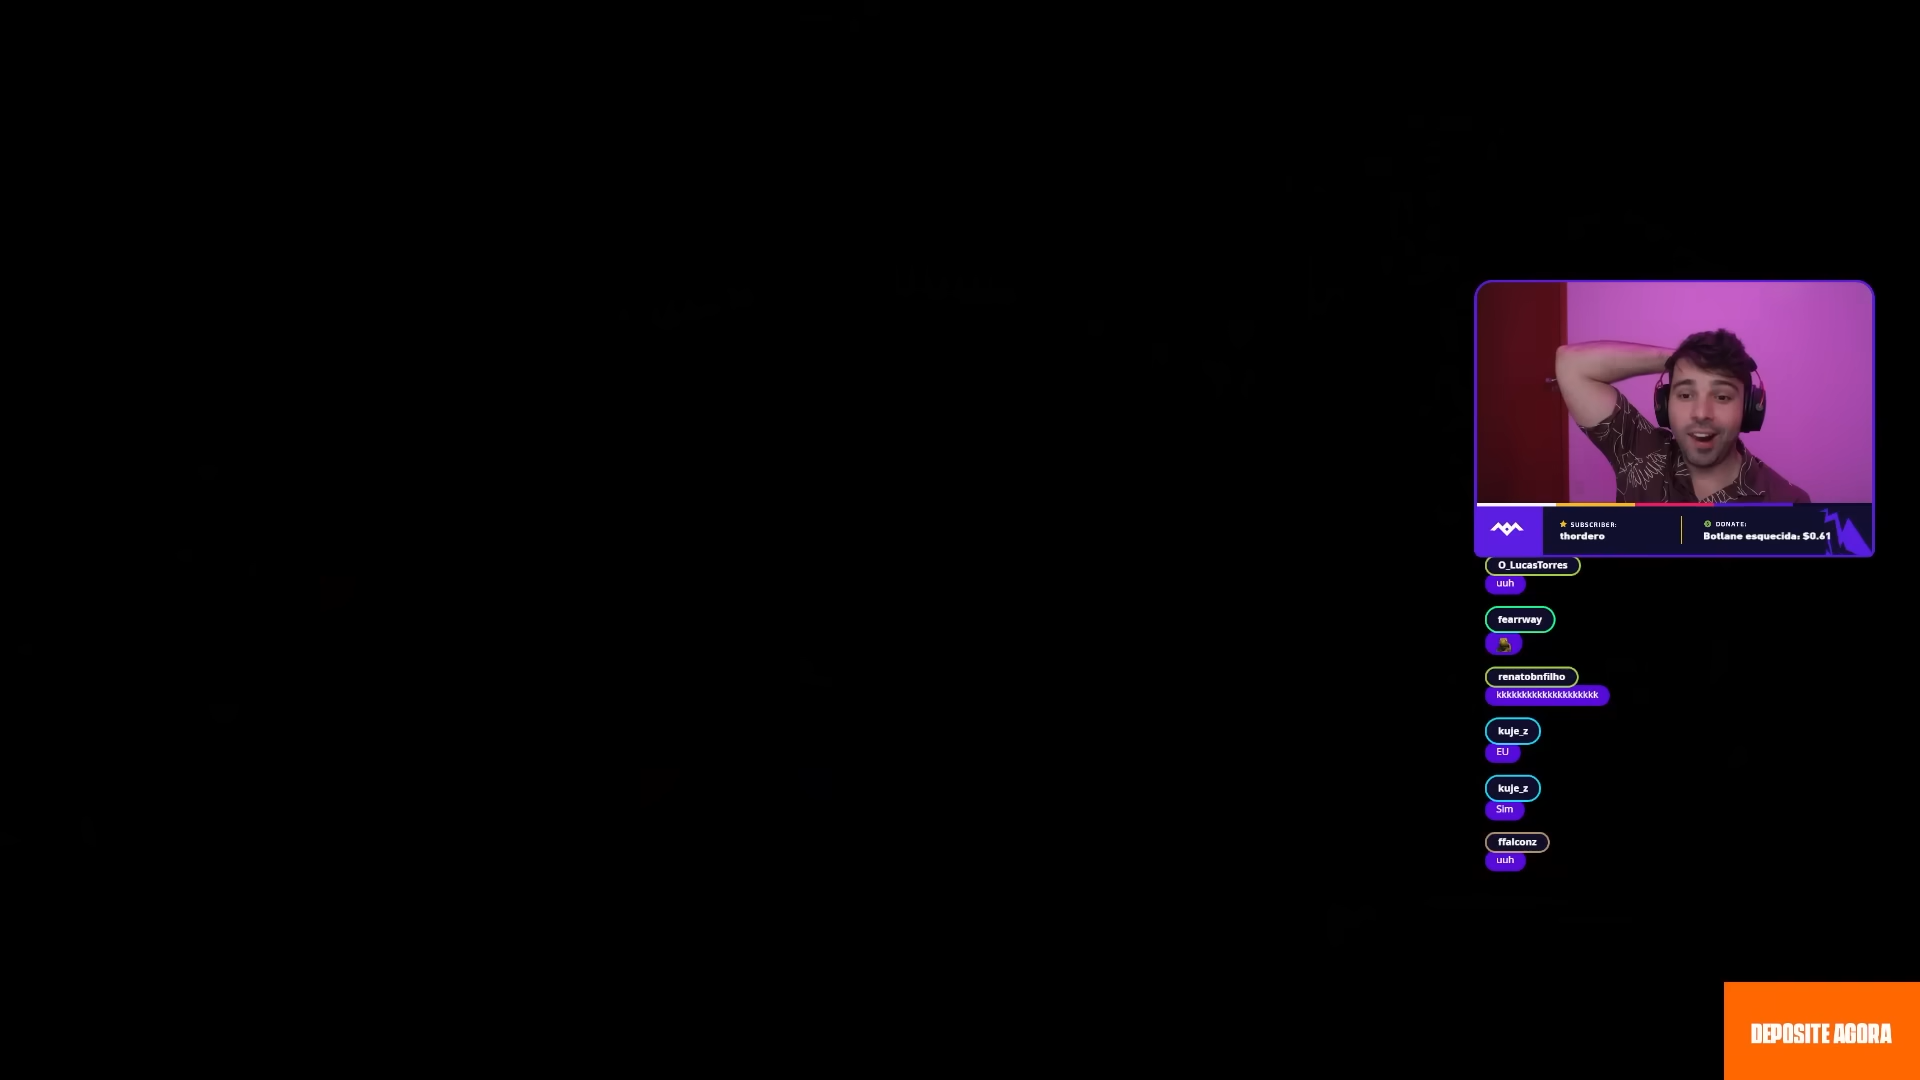 SUBSCRIBER:
thordero
DONATE:
Botlane esquecida: $0.61
O_LucasTorres
uuh
fearrway
renatobnfilho
kkkkkkkkkkkkkkkkkkkk
kuje_z
EU
kuje_z
Sim
ffalconz
uuh
DEPOSITE AGORA